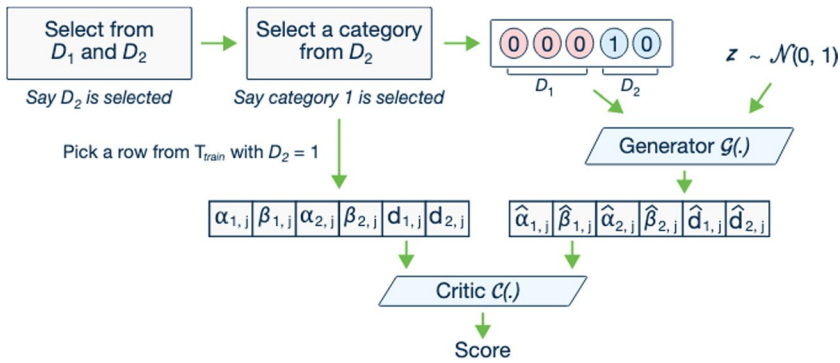 Select from
D₁ and D₂
Select a category
from D₂
0 0 0 1 0
D₁ D₂
z ~ 𝒩(0, 1)
Say D₂ is selected
Say category 1 is selected
Pick a row from T_train with D₂ = 1
Generator 𝒢(.)
α₁,ⱼ β₁,ⱼ α₂,ⱼ β₂,ⱼ d₁,ⱼ d₂,ⱼ
α̂₁,ⱼ β̂₁,ⱼ α̂₂,ⱼ β̂₂,ⱼ d̂₁,ⱼ d̂₂,ⱼ
Critic 𝒞(.)
Score